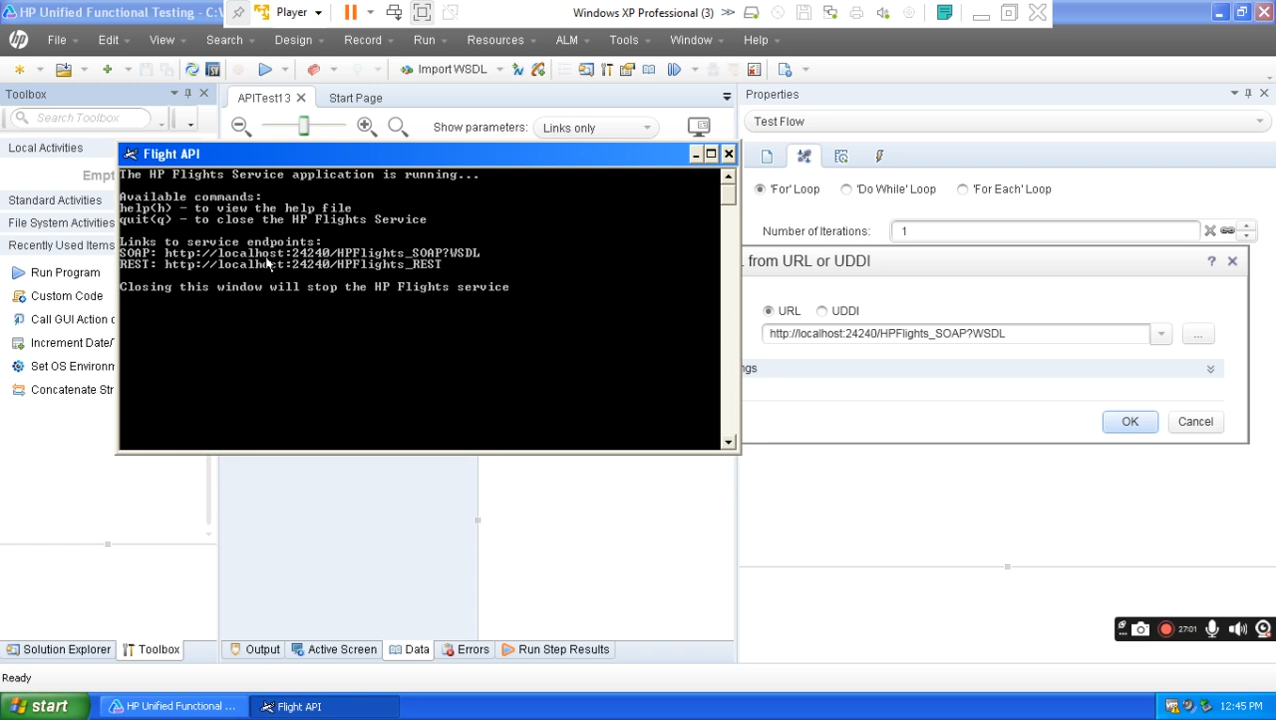 HP Unified Functional Testing - C:\
Player
Windows XP Professional (3)
File Edit View Search Design Record Run Resources ALM Tools Window Help
Import WSDL
Toolbox
APITest13
Start Page
Properties
Search Toolbox
Show parameters:
Links only
Test Flow
Local Activities
Empt
Standard Activities
File System Activities
Recently Used Items
Run Program
Custom Code
Call GUI Action o
Increment Date/
Set OS Environm
Concatenate Str
Flight API
The HP Flights Service application is running...
Available commands:
help(h) - to view the help file
quit(q) - to close the HP Flights Service
Links to service endpoints:
SOAP: http://localhost:24240/HPFlights_SOAP?WSDL
REST: http://localhost:24240/HPFlights_REST
Closing this window will stop the HP Flights service
'For' Loop
'Do While' Loop
'For Each' Loop
Number of Iterations:
1
from URL or UDDI
URL
UDDI
http://localhost:24240/HPFlights_SOAP?WSDL
...
ngs
OK
Cancel
27:01
Solution Explorer
Toolbox
Output
Active Screen
Data
Errors
Run Step Results
Ready
start
HP Unified Functional ...
Flight API
12:45 PM